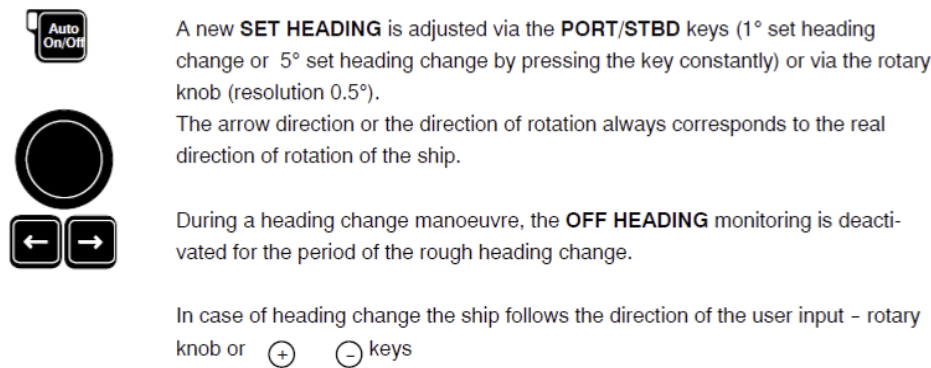 Auto
On/Off
A new SET HEADING is adjusted via the PORT/STBD keys (1° set heading
change or 5° set heading change by pressing the key constantly) or via the rotary
knob (resolution 0.5°).
The arrow direction or the direction of rotation always corresponds to the real
direction of rotation of the ship.
← →
During a heading change manoeuvre, the OFF HEADING monitoring is deacti-
vated for the period of the rough heading change.
In case of heading change the ship follows the direction of the user input – rotary
knob or + - keys